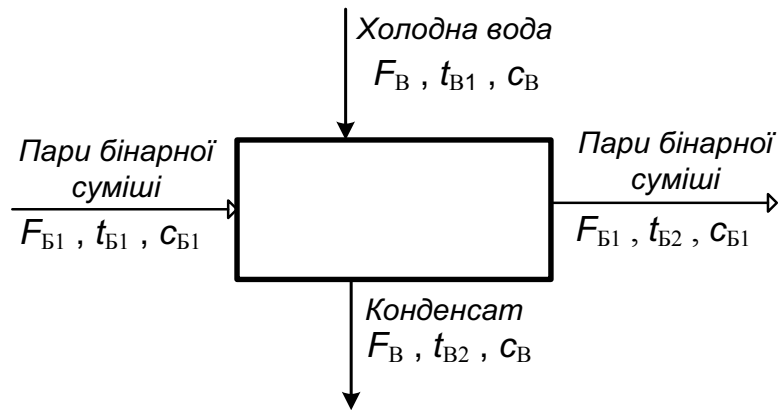 Холодна вода
FВ , tВ1 , cВ
Пари бінарної
суміші
FБ1 , tБ1 , cБ1
Пари бінарної
суміші
FБ1 , tБ2 , cБ1
Конденсат
FВ , tВ2 , cВ